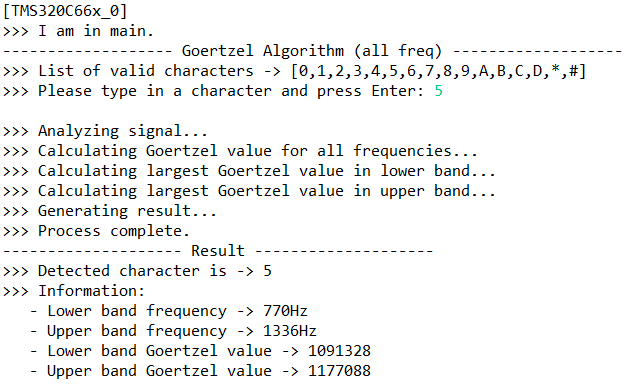 [TMS320C66x_0]
>>> I am in main.
------------------- Goertzel Algorithm (all freq) -------------------
>>> List of valid characters -> [0,1,2,3,4,5,6,7,8,9,A,B,C,D,*,#]
>>> Please type in a character and press Enter: 5
>>> Analyzing signal...
>>> Calculating Goertzel value for all frequencies...
>>> Calculating largest Goertzel value in lower band...
>>> Calculating largest Goertzel value in upper band...
>>> Generating result...
>>> Process complete.
-------------------- Result --------------------
>>> Detected character is -> 5
>>> Information:
- Lower band frequency -> 770Hz
- Upper band frequency -> 1336Hz
- Lower band Goertzel value -> 1091328
- Upper band Goertzel value -> 1177088